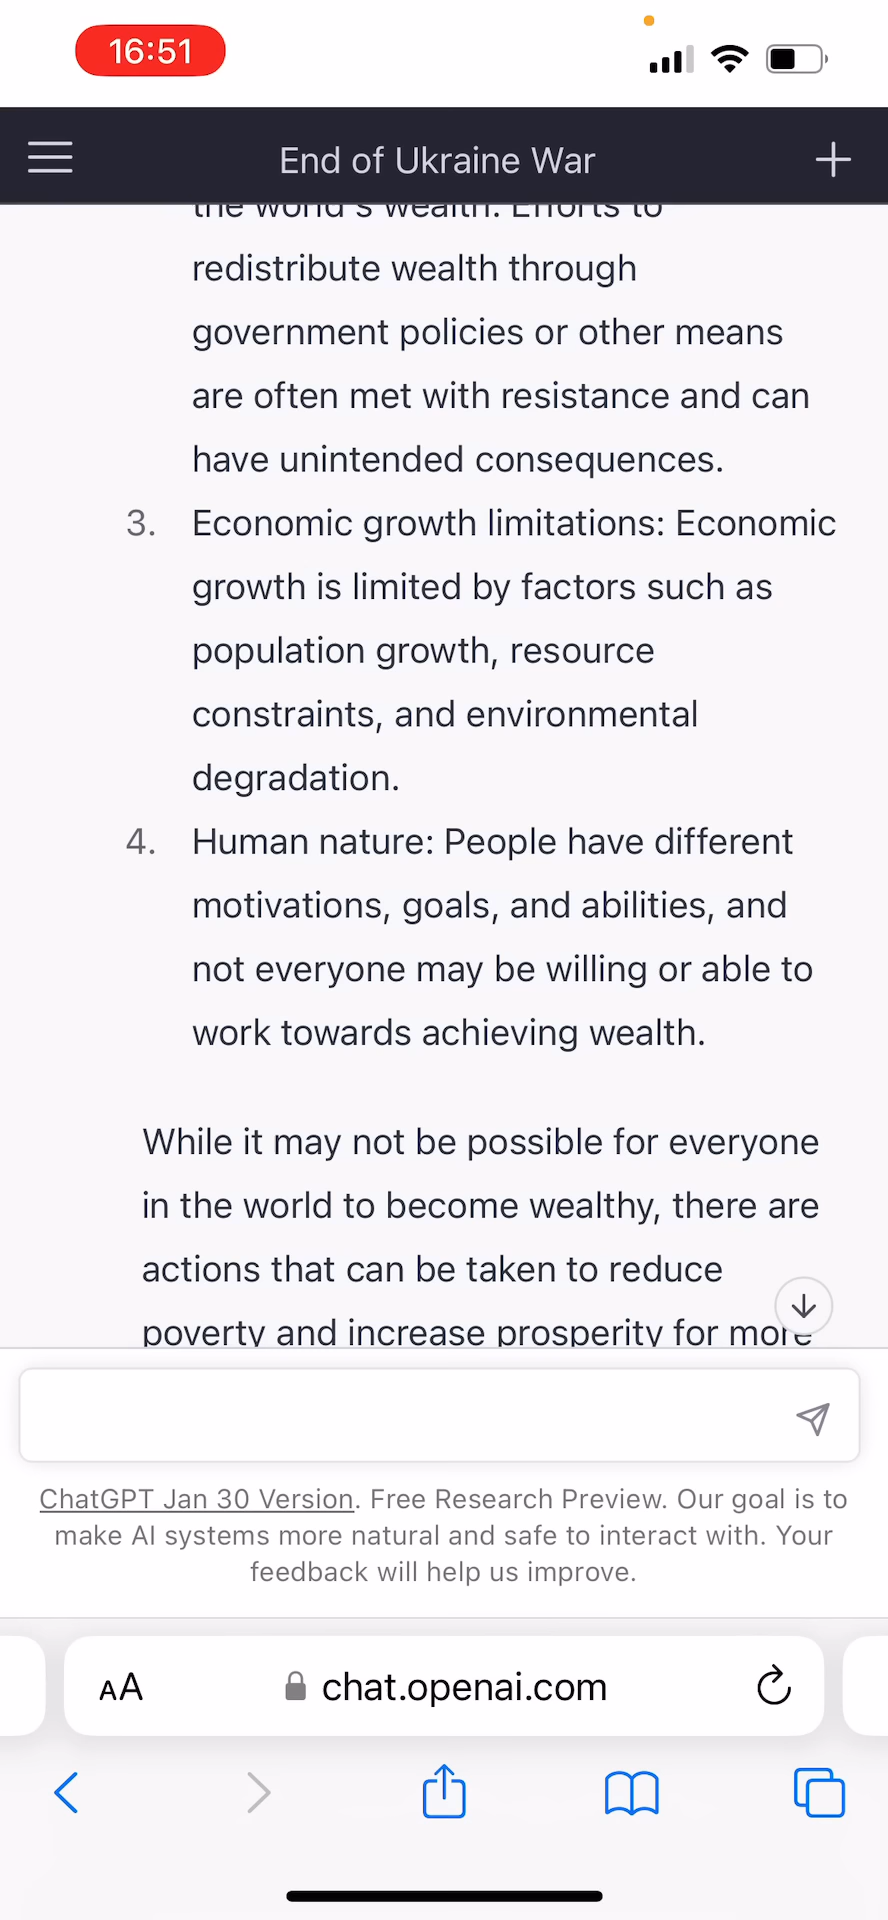 16:51
End of Ukraine War
the world's wealth. Efforts to
redistribute wealth through
government policies or other means
are often met with resistance and can
have unintended consequences.
3. Economic growth limitations: Economic
growth is limited by factors such as
population growth, resource
constraints, and environmental
degradation.
4. Human nature: People have different
motivations, goals, and abilities, and
not everyone may be willing or able to
work towards achieving wealth.
While it may not be possible for everyone
in the world to become wealthy, there are
actions that can be taken to reduce
poverty and increase prosperity for more
ChatGPT Jan 30 Version. Free Research Preview. Our goal is to
make AI systems more natural and safe to interact with. Your
feedback will help us improve.
AA chat.openai.com